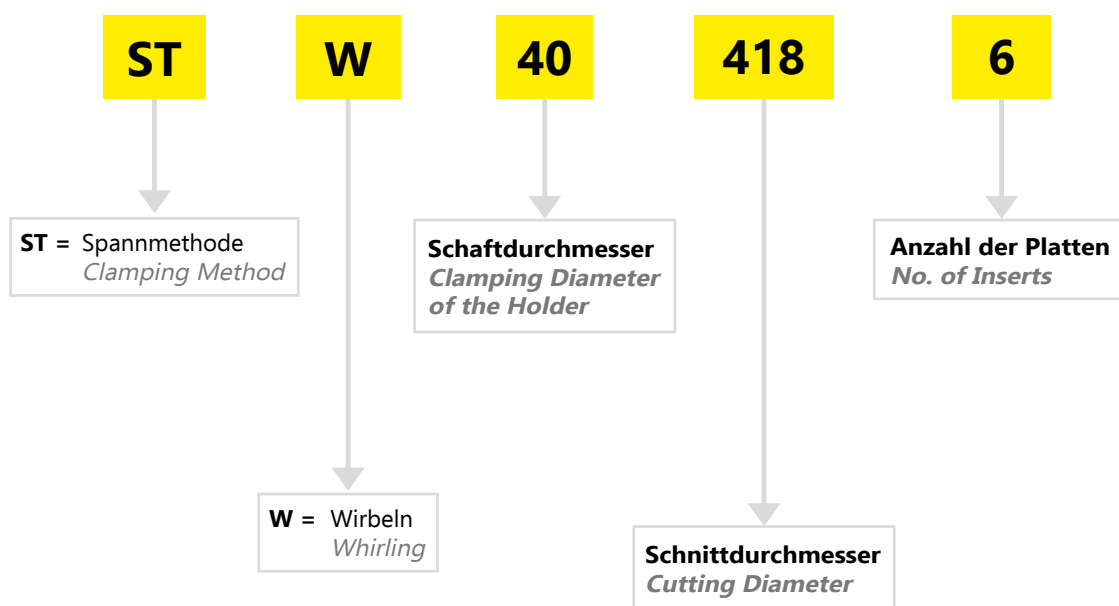 ST W 40 418 6
ST = Spannmethode
Clamping Method
Schaftdurchmesser
Clamping Diameter
of the Holder
Anzahl der Platten
No. of Inserts
W = Wirbeln
Whirling
Schnittdurchmesser
Cutting Diameter